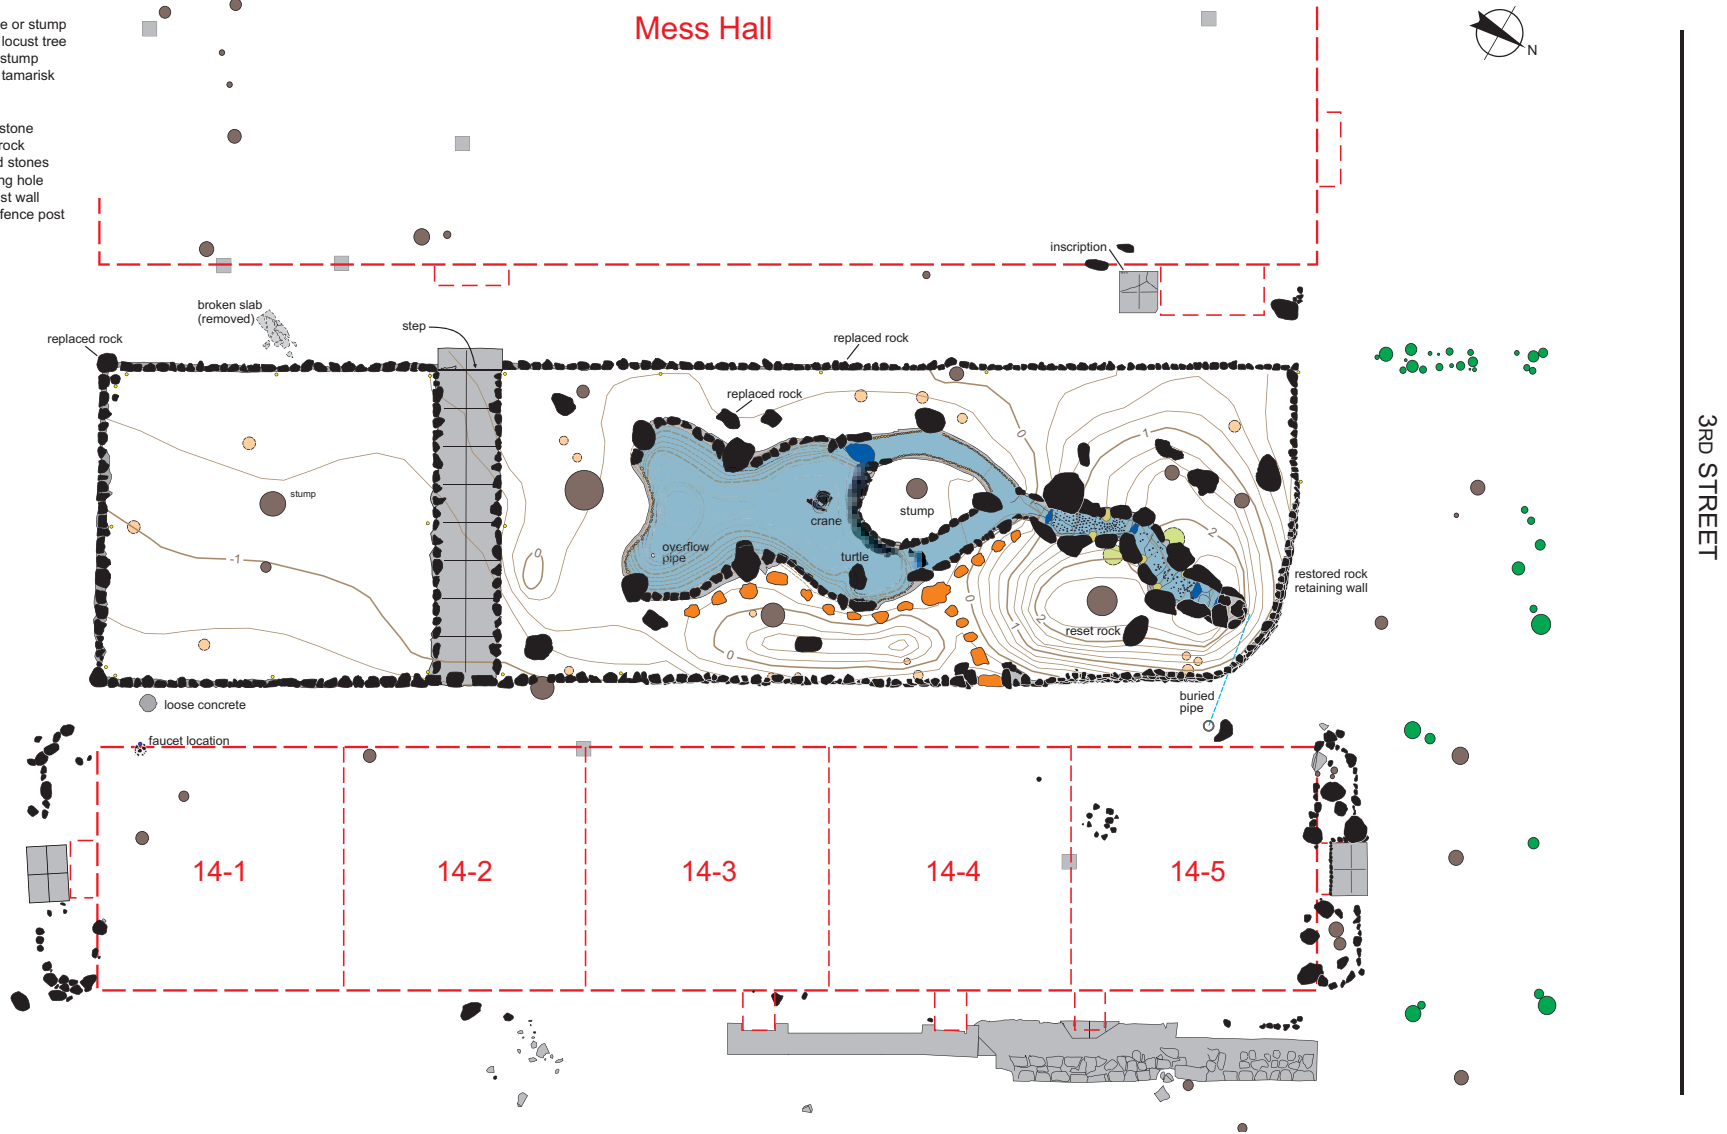 Mess Hall
e or stump
locust tree
stump
tamarisk
stone
rock
d stones
ng hole
st wall
fence post
N
inscription
broken slab
(removed)
replaced rock
step
replaced rock
replaced rock
3RD STREET
0
1
2
stump
crane
stump
overflow
pipe
turtle
-1
0
0
1
2
0
reset rock
restored rock
retaining wall
buried
pipe
loose concrete
faucet location
14-1
14-2
14-3
14-4
14-5